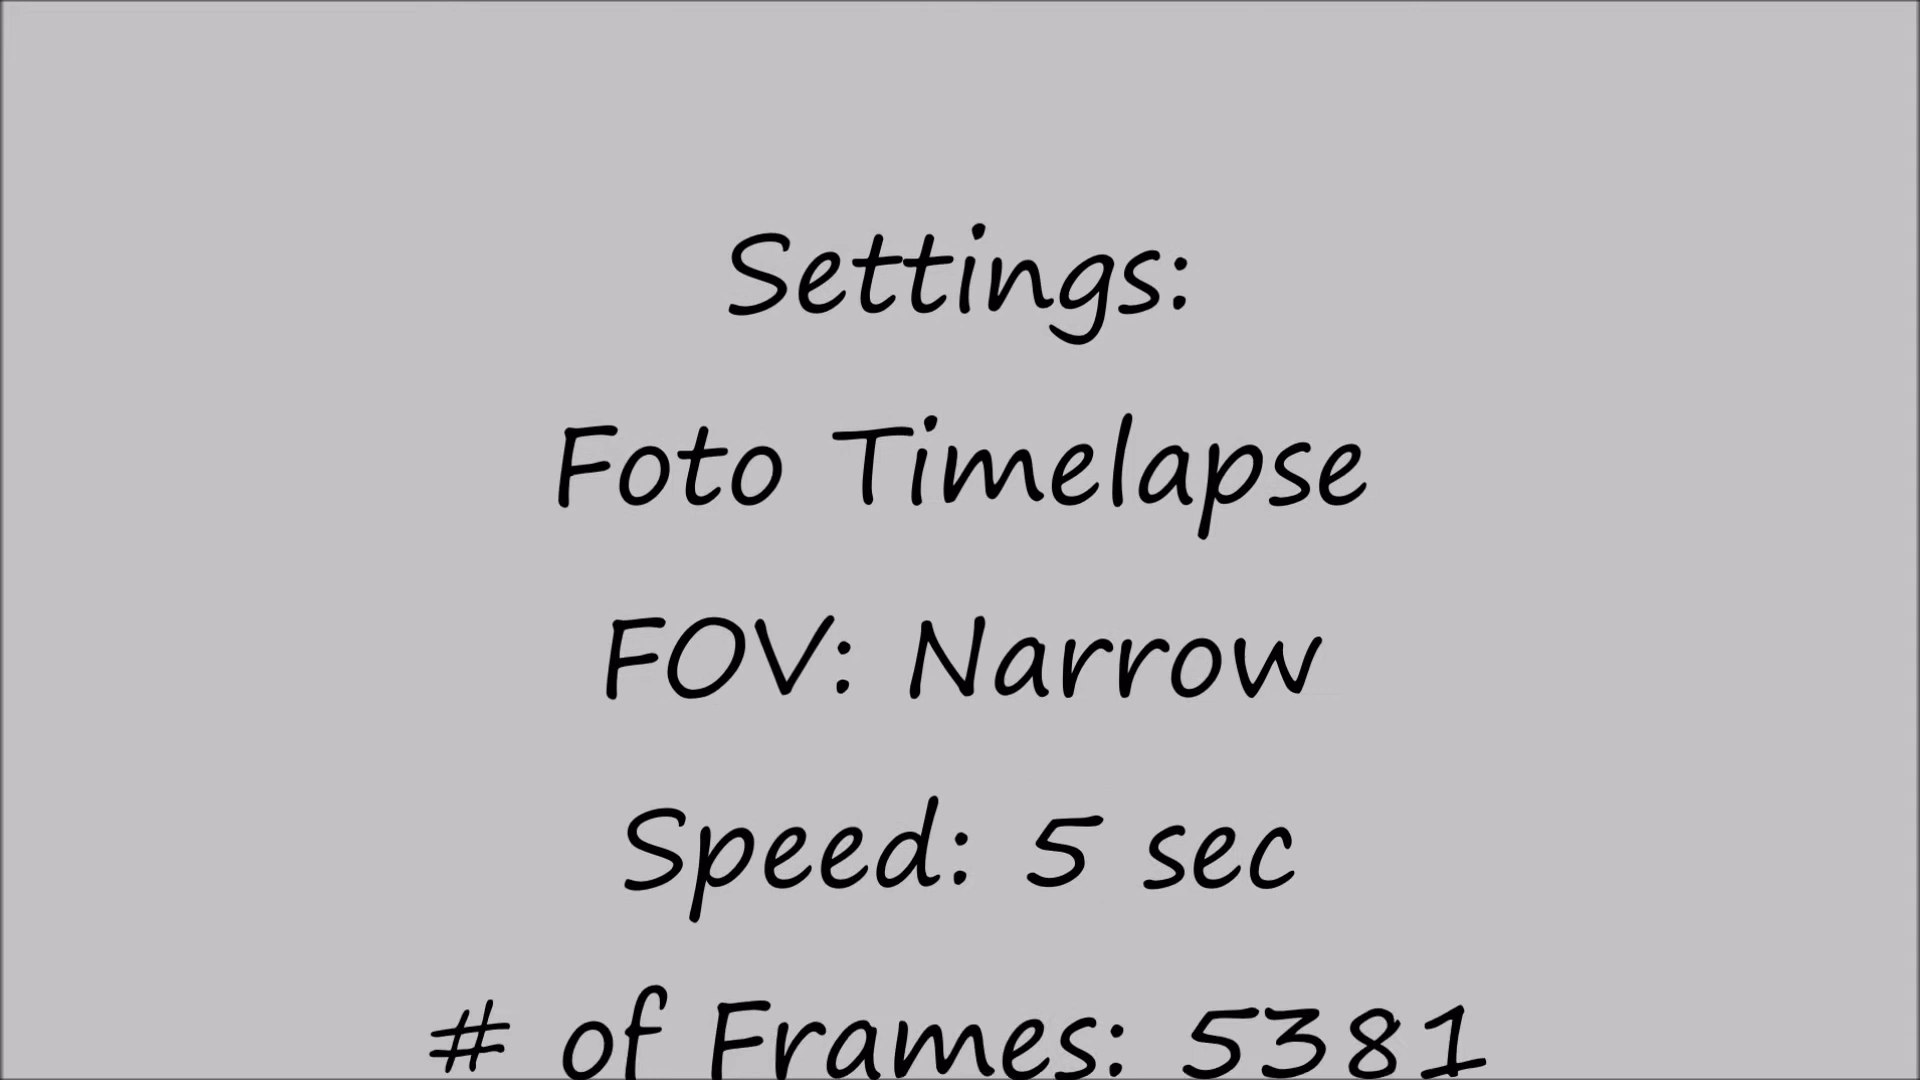 Settings:
Foto Timelapse
FOV: Narrow
Speed: 5 sec
# of Frames: 5381